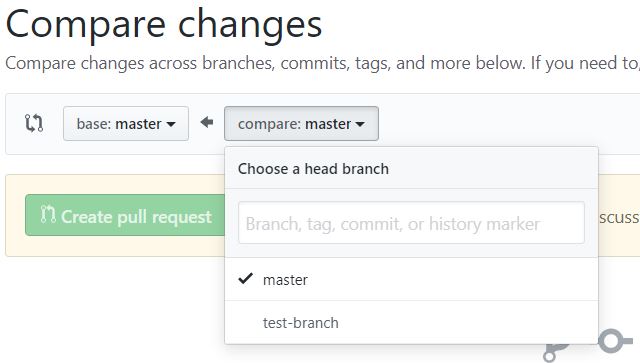 Compare changes
Compare changes across branches, commits, tags, and more below. If you need to,
base: master compare: master
Choose a head branch
Create pull request
Branch, tag, commit, or history marker
scuss
master
test-branch